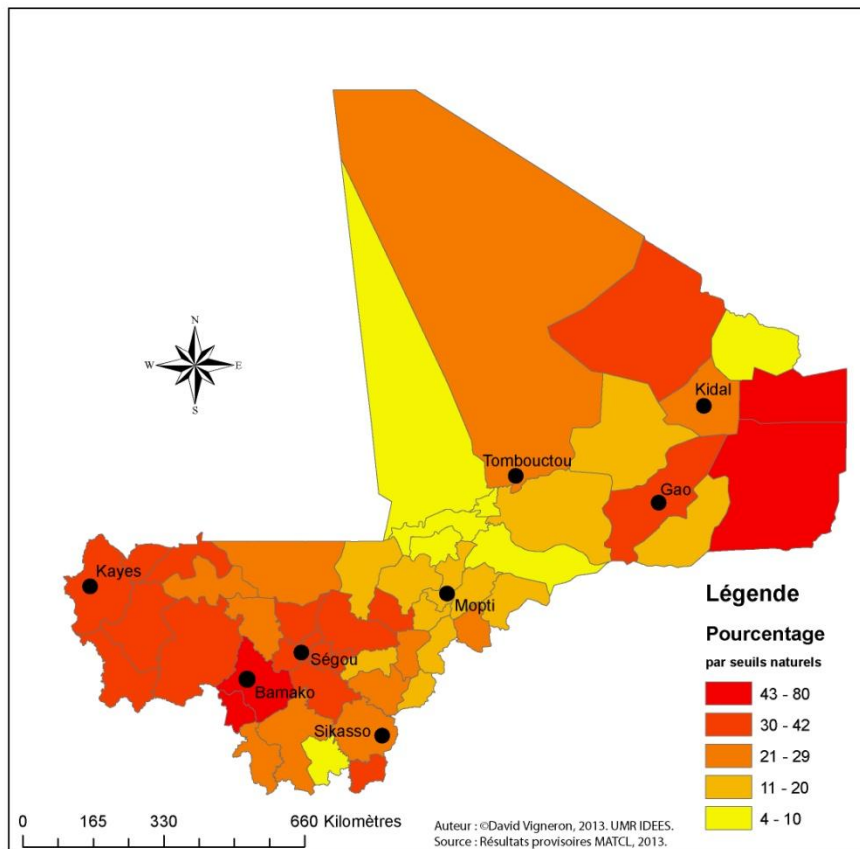 N
W
E
S
Kidal
Tombouctou
Gao
Kayes
Mopti
Ségou
Bamako
Sikasso
Légende
Pourcentage
par seuils naturels
43 - 80
30 - 42
21 - 29
11 - 20
4 - 10
0 165 330 660 Kilomètres
Auteur : ©David Vigneron, 2013. UMR IDEES.
Source : Résultats provisoires MATCL, 2013.